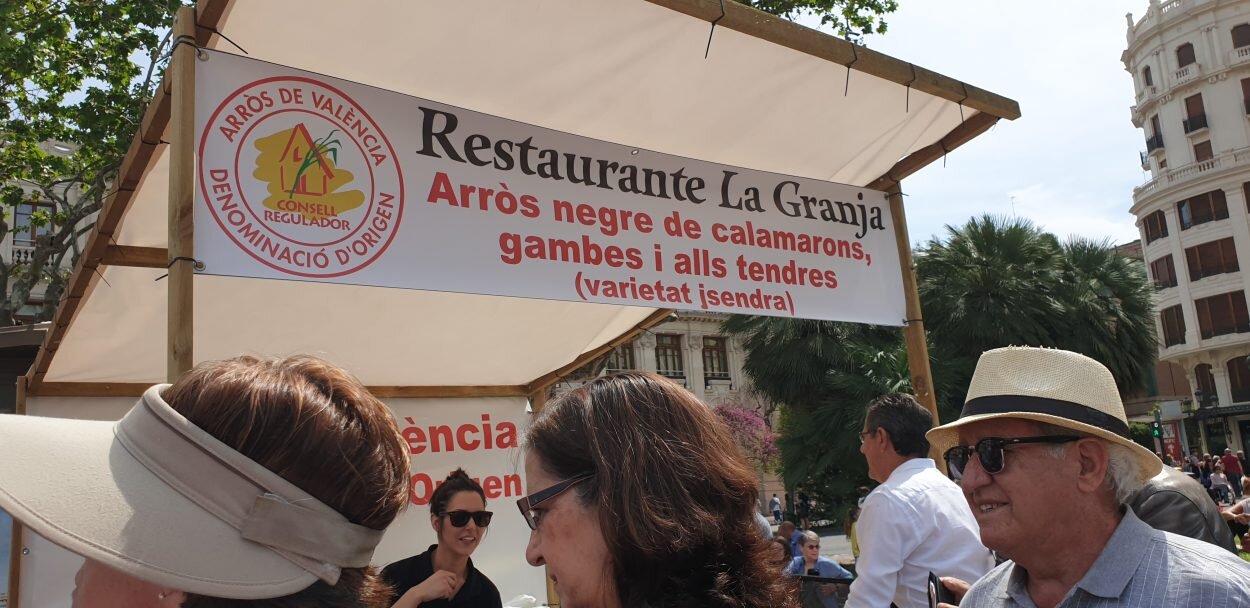 ARRÒS DE VALÈNCIA
CONSELL
REGULADOR
DENOMINACIÓ D'ORIGEN
Restaurante La Granja
Arròs negre de calamarons,
gambes i alls tendres
(varietat jsendra)
ència